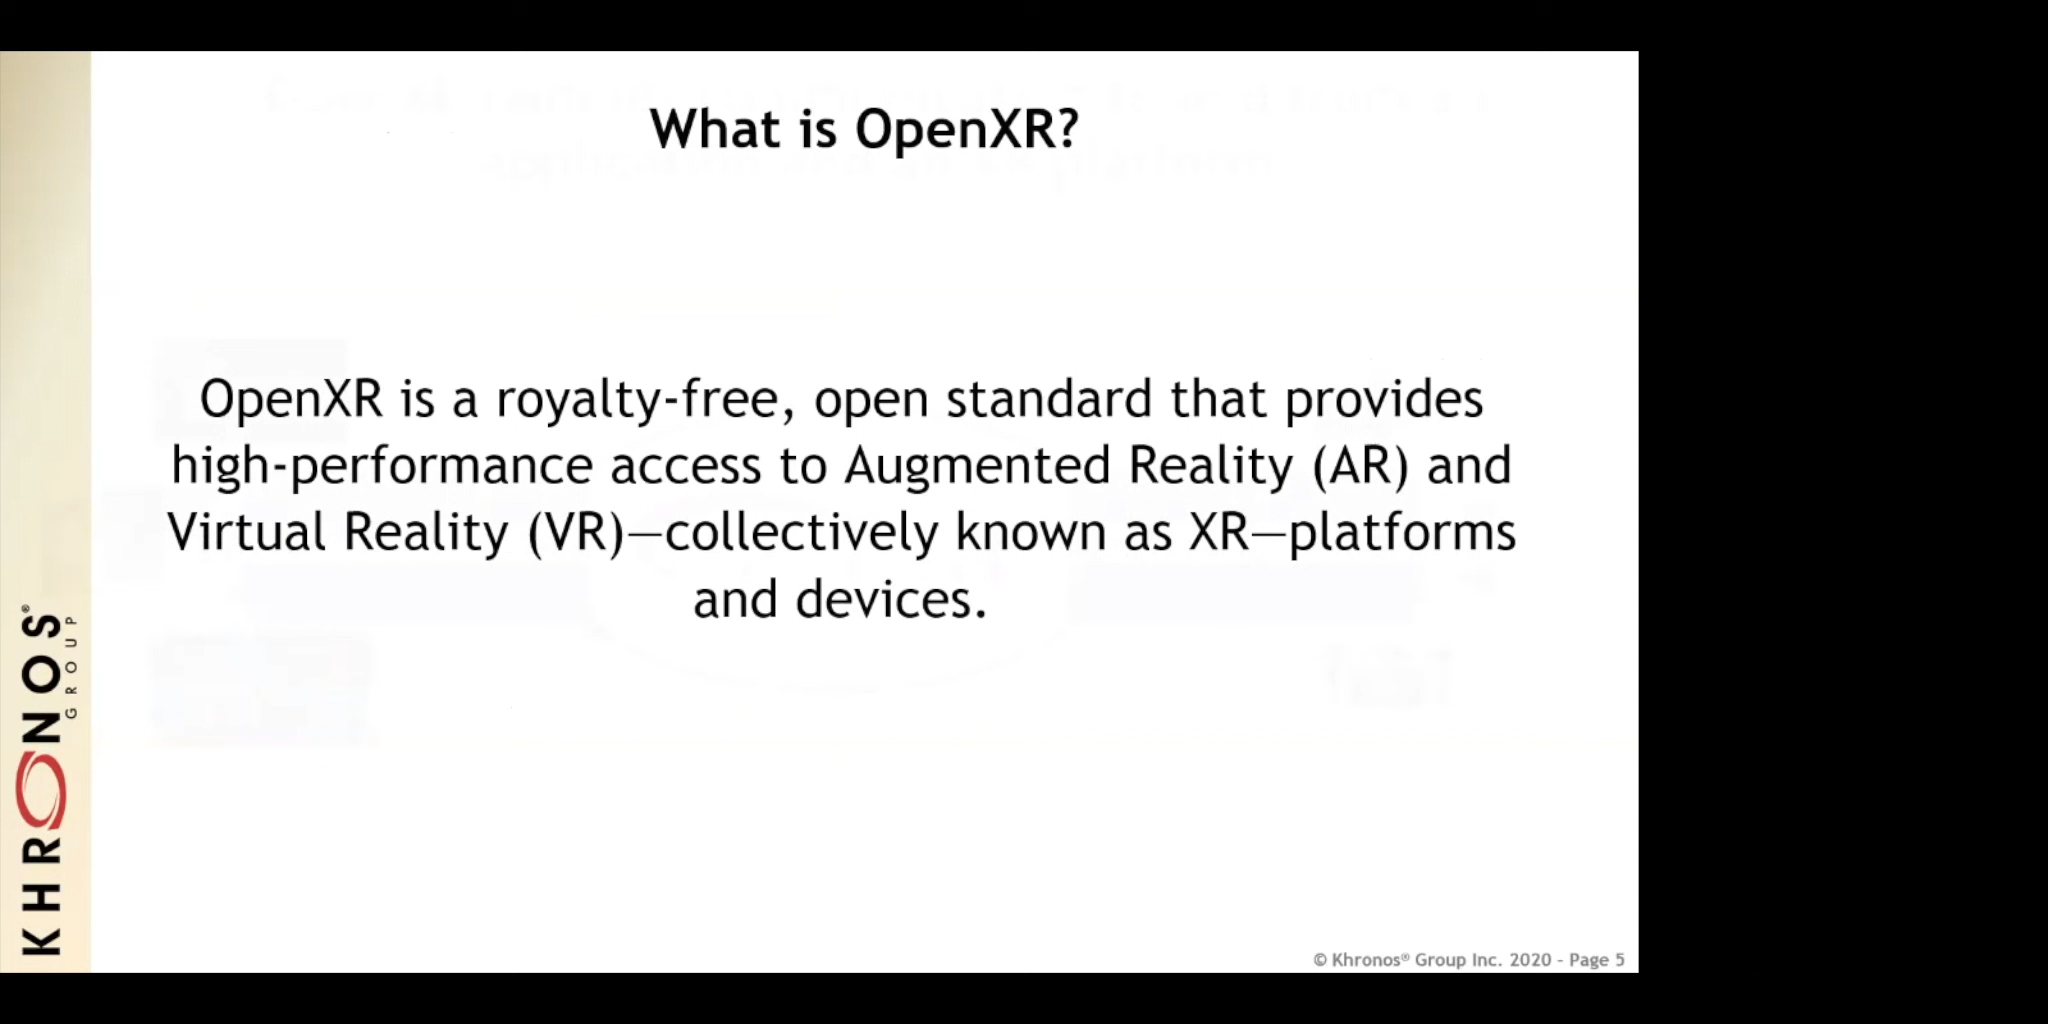 What is OpenXR?
OpenXR is a royalty-free, open standard that provides
high-performance access to Augmented Reality (AR) and
Virtual Reality (VR)—collectively known as XR—platforms
and devices.
KHRONOS®
GROUP
© Khronos® Group Inc. 2020 - Page 5